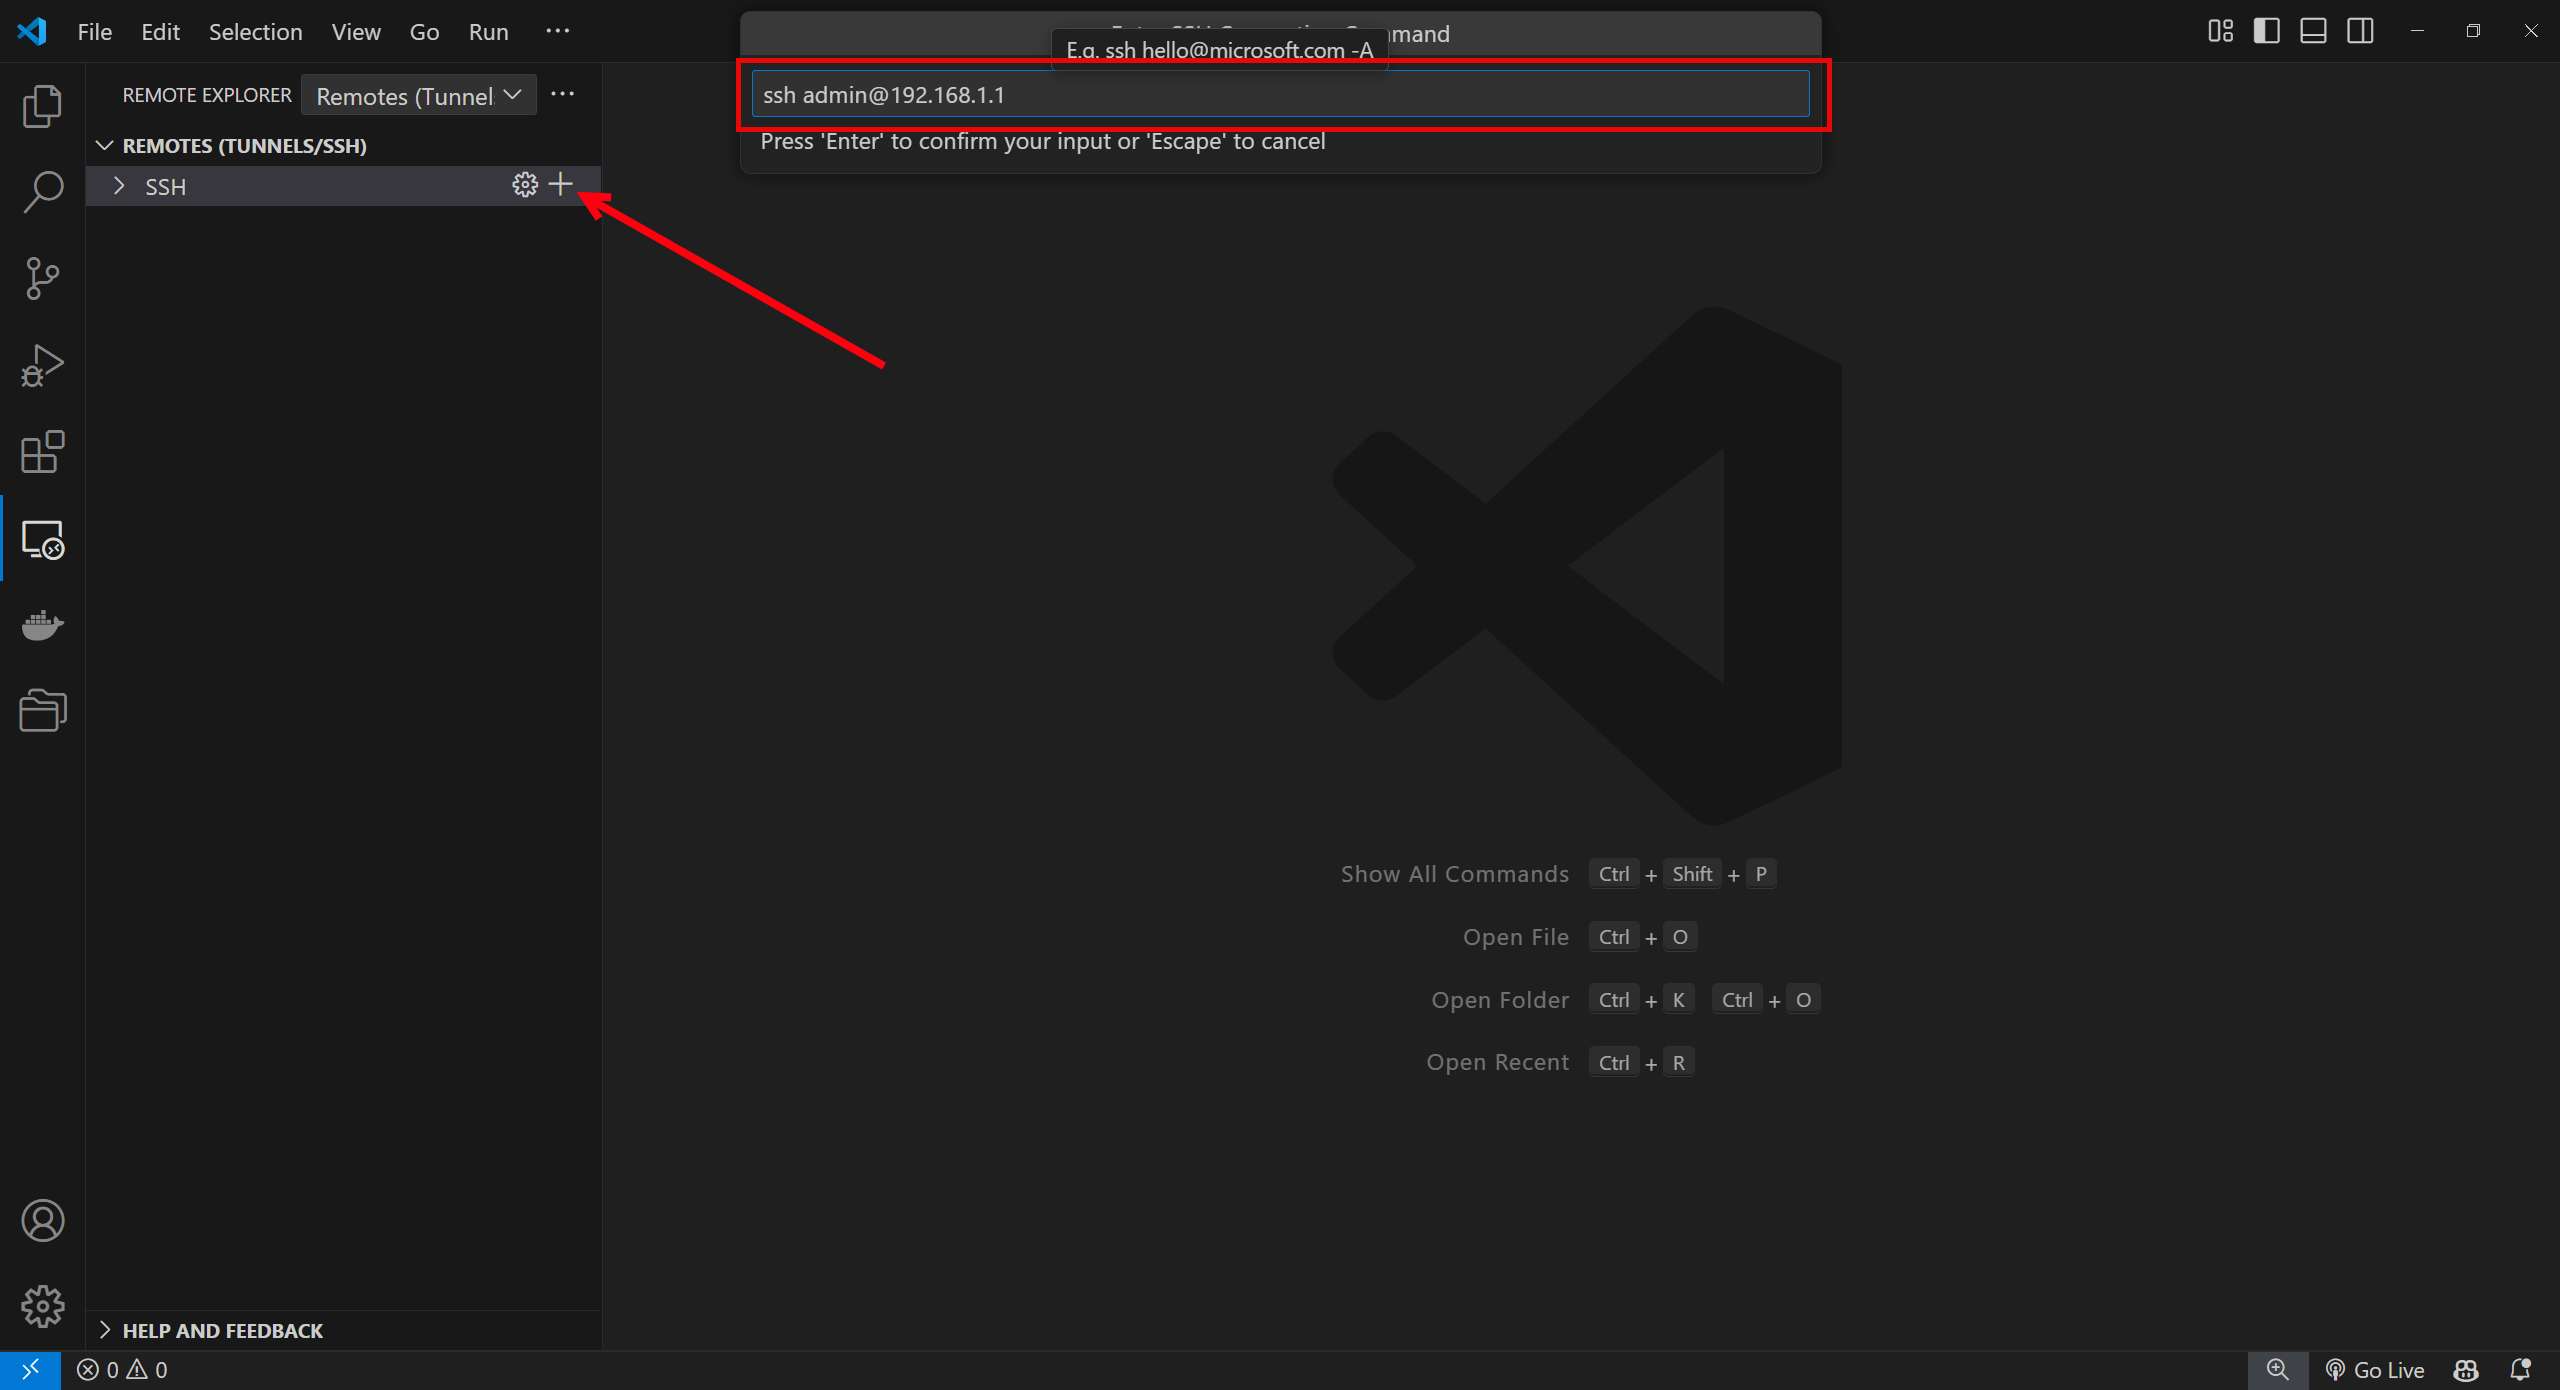 File Edit Selection View Go Run
mand
E.g. ssh hello@microsoft.com -A
REMOTE EXPLORER
Remotes (Tunnel
ssh admin@192.168.1.1
Press 'Enter' to confirm your input or 'Escape' to cancel
REMOTES (TUNNELS/SSH)
SSH
Show All Commands Ctrl + Shift + P
Open File Ctrl + O
Open Folder Ctrl + K Ctrl + O
Open Recent Ctrl + R
HELP AND FEEDBACK
0 0
Go Live